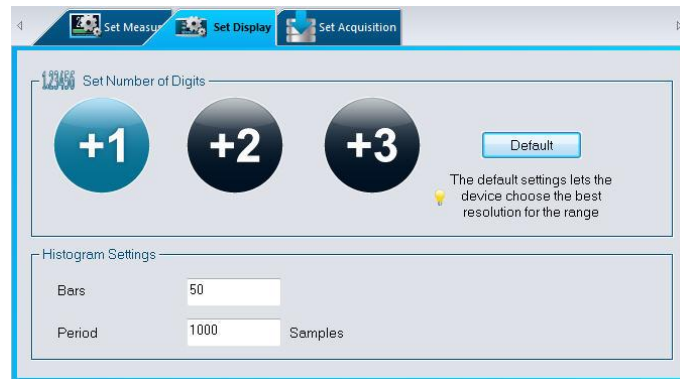 Set Measur
Set Display
Set Acquisition
123456 Set Number of Digits
+1
+2
+3
Default
The default settings lets the
device choose the best
resolution for the range
Histogram Settings
Bars 50
Period 1000 Samples